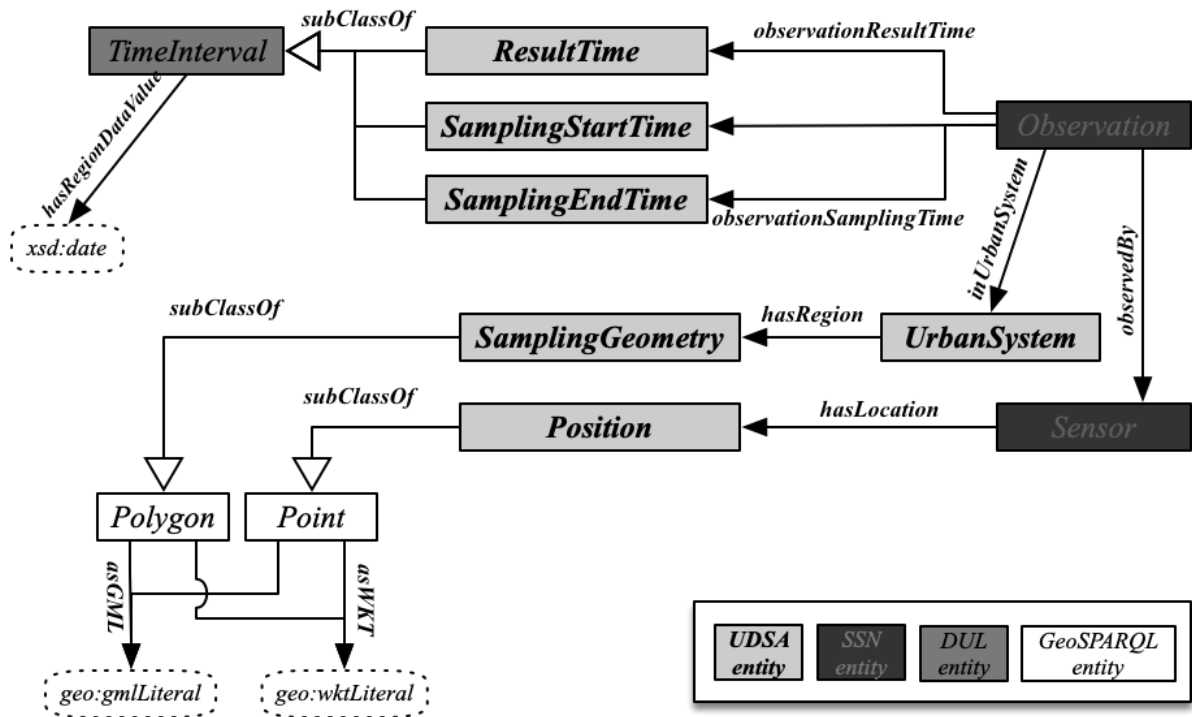 subClassOf
TimeInterval
ResultTime
observationResultTime
hasRegionDataValue
SamplingStartTime
Observation
SamplingEndTime
observationSamplingTime
xsd:date
inUrbanSystem
observedBy
subClassOf
SamplingGeometry
hasRegion
UrbanSystem
subClassOf
Position
hasLocation
Sensor
Polygon
Point
asGML
asWKT
geo:gmlLiteral
geo:wktLiteral
UDSA
entity
SSN
entity
DUL
entity
GeoSPARQL
entity